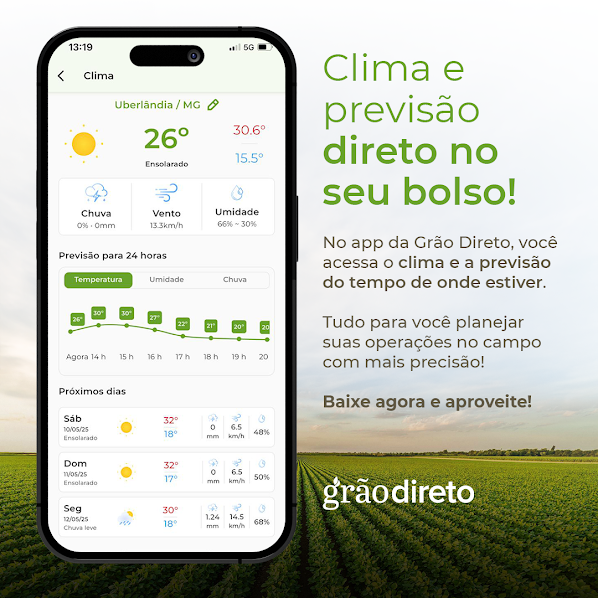 13:19
5G
Clima
Uberlândia / MG
26°
30.6°
15.5°
Ensolarado
Chuva
0% - 0mm
Vento
13.3km/h
Umidade
66% ~ 30%
Previsão para 24 horas
Temperatura Umidade Chuva
26° 30° 30° 27° 22° 21° 20° 20
Agora 14 h 15 h 16 h 17 h 18 h 19 h 20
Próximos dias
Sáb
10/05/25
Ensolarado
32°
18°
0
mm
6.5
km/h
48%
Dom
11/05/25
Ensolarado
32°
17°
0
mm
6.5
km/h
50%
Seg
12/05/25
Chuva leve
30°
18°
1.24
mm
14.5
km/h
68%
Clima e
previsão
direto no
seu bolso!
No app da Grão Direto, você
acessa o clima e a previsão
do tempo de onde estiver.
Tudo para você planejar
suas operações no campo
com mais precisão!
Baixe agora e aproveite!
grãodireto